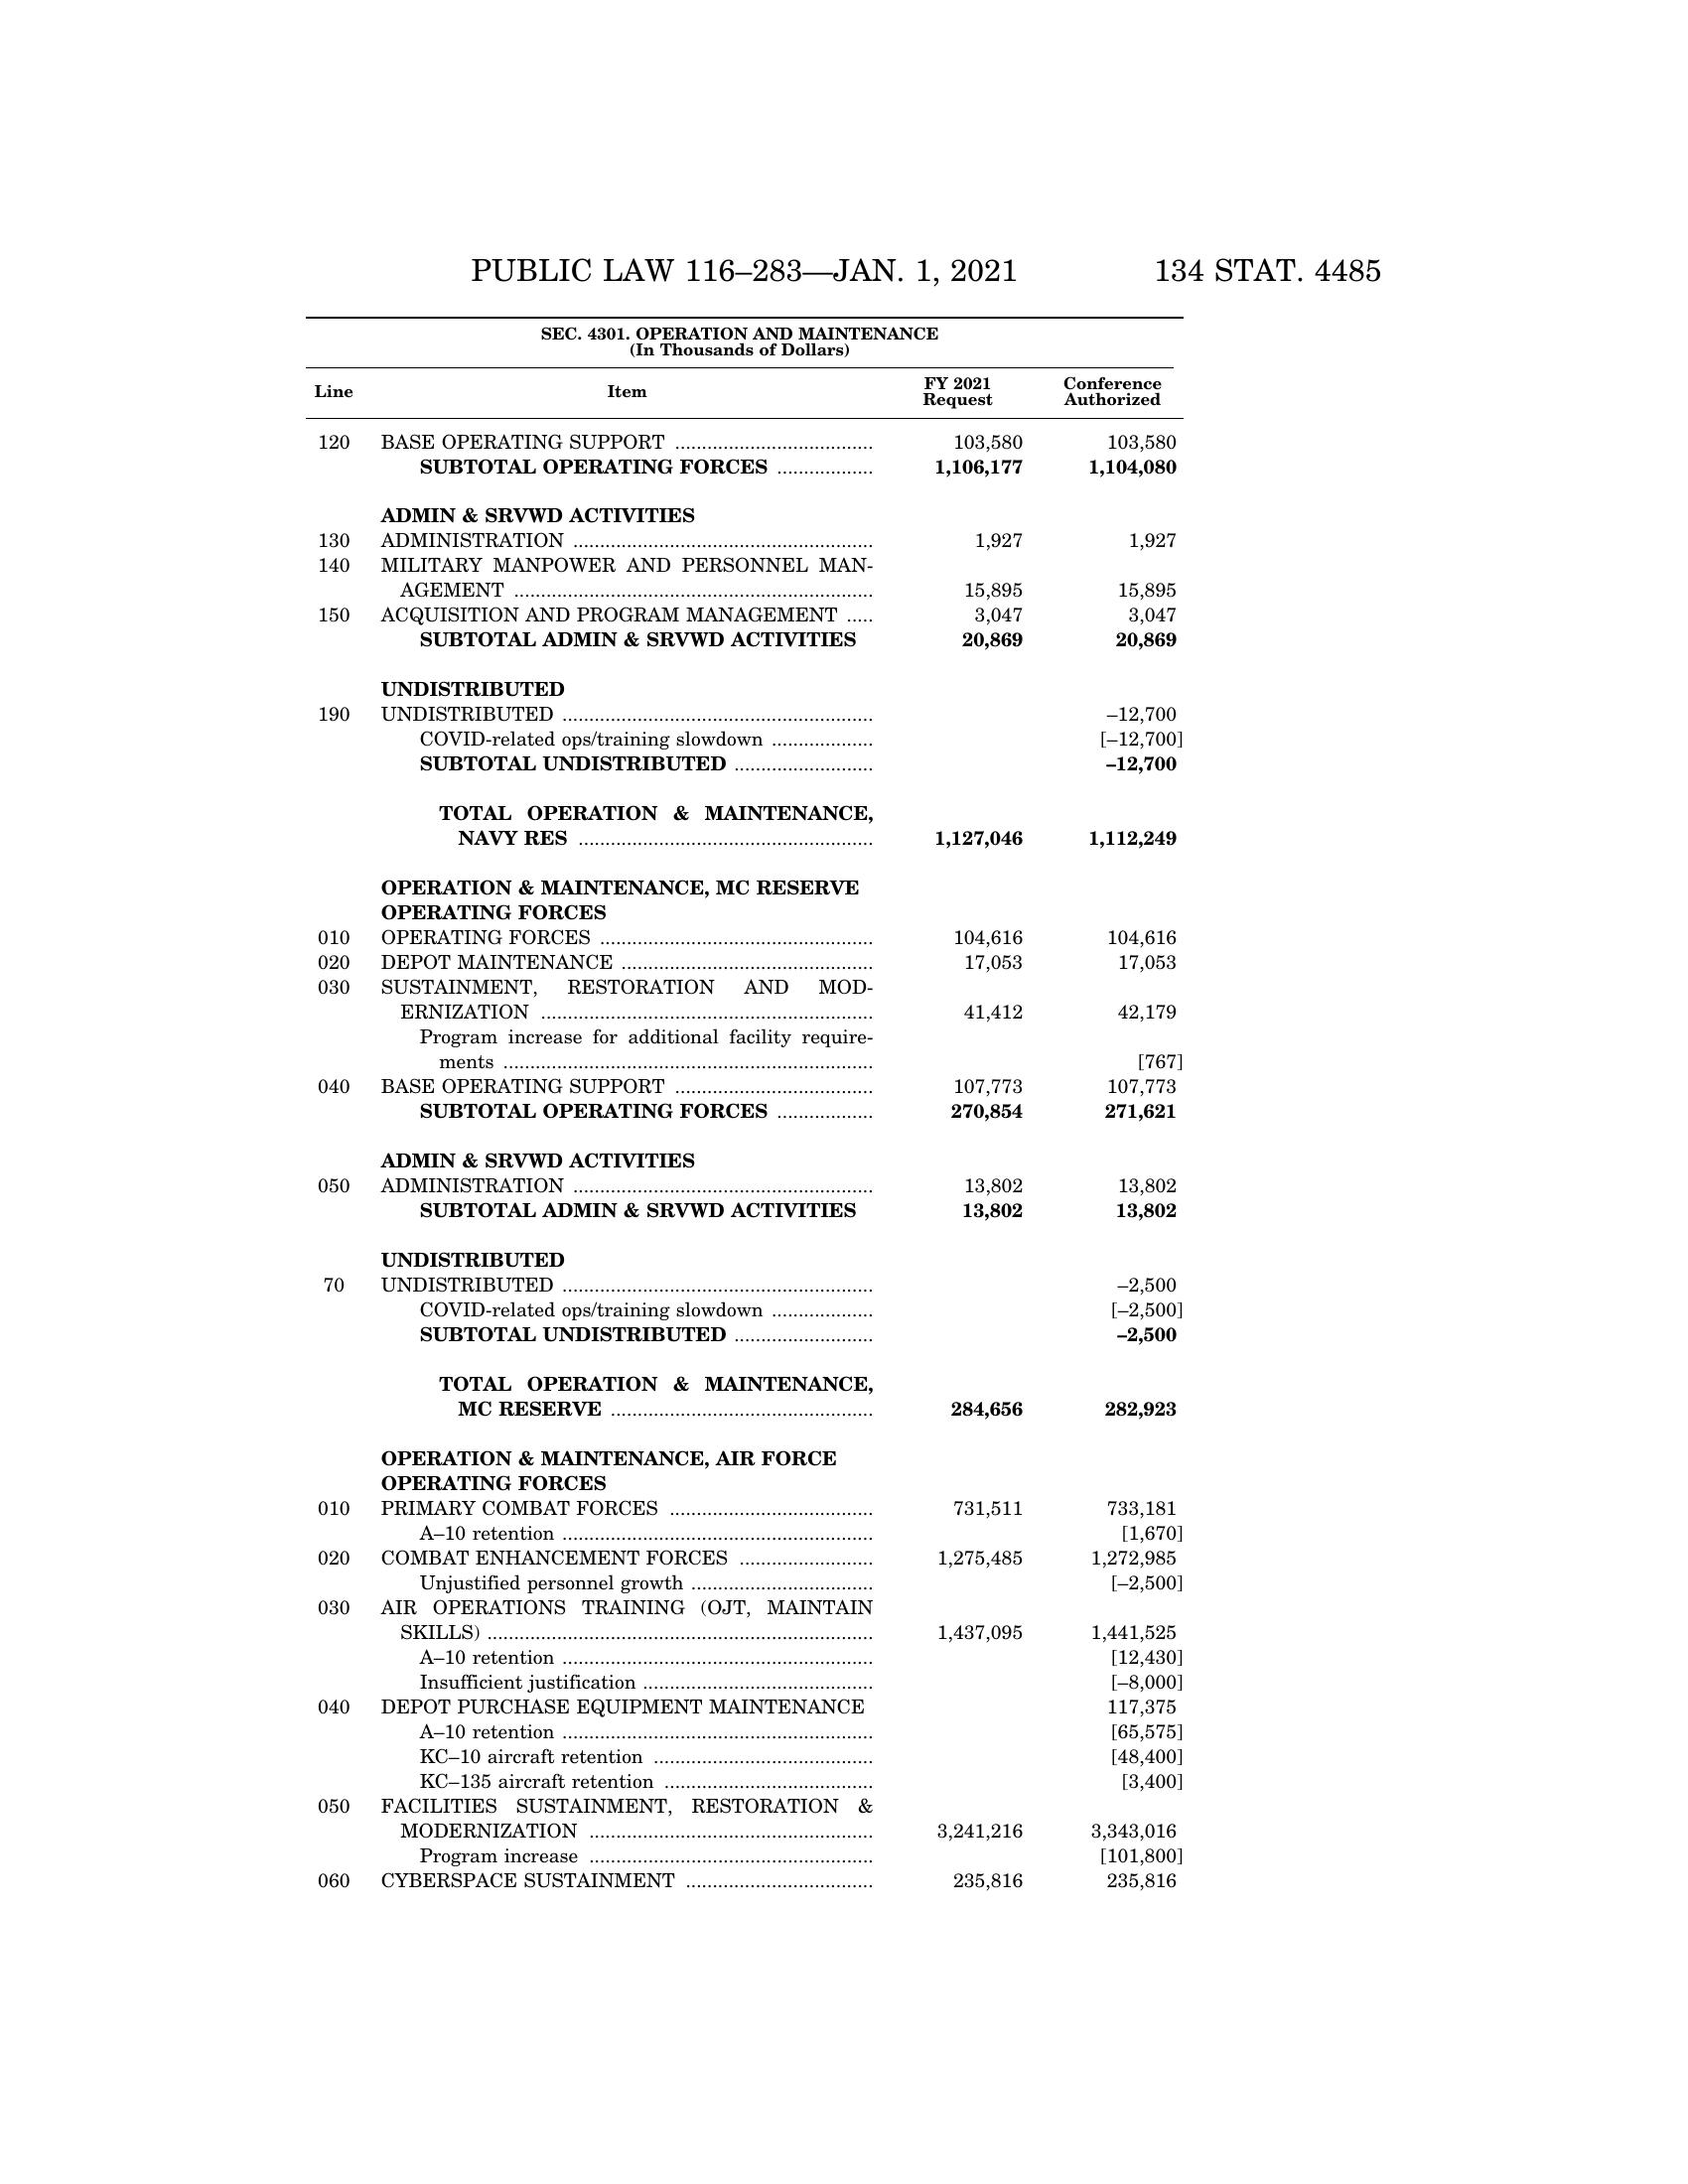 PUBLIC LAW 116–283—JAN. 1, 2021 134 STAT. 4485
SEC. 4301. OPERATION AND MAINTENANCE
(In Thousands of Dollars)
Line Item FY 2021 Request Conference Authorized
120 BASE OPERATING SUPPORT ..................................... 103,580 103,580
SUBTOTAL OPERATING FORCES .................. 1,106,177 1,104,080
ADMIN & SRVWD ACTIVITIES
130 ADMINISTRATION ........................................................ 1,927 1,927
140 MILITARY MANPOWER AND PERSONNEL MAN-
AGEMENT .................................................................... 15,895 15,895
150 ACQUISITION AND PROGRAM MANAGEMENT ..... 3,047 3,047
SUBTOTAL ADMIN & SRVWD ACTIVITIES 20,869 20,869
UNDISTRIBUTED
190 UNDISTRIBUTED .......................................................... –12,700
COVID-related ops/training slowdown ................... [–12,700]
SUBTOTAL UNDISTRIBUTED .......................... –12,700
TOTAL OPERATION & MAINTENANCE,
NAVY RES ....................................................... 1,127,046 1,112,249
OPERATION & MAINTENANCE, MC RESERVE
OPERATING FORCES
010 OPERATING FORCES ................................................... 104,616 104,616
020 DEPOT MAINTENANCE ............................................... 17,053 17,053
030 SUSTAINMENT, RESTORATION AND MOD-
ERNIZATION .............................................................. 41,412 42,179
Program increase for additional facility require-
ments ..................................................................... [767]
040 BASE OPERATING SUPPORT ..................................... 107,773 107,773
SUBTOTAL OPERATING FORCES .................. 270,854 271,621
ADMIN & SRVWD ACTIVITIES
050 ADMINISTRATION ........................................................ 13,802 13,802
SUBTOTAL ADMIN & SRVWD ACTIVITIES 13,802 13,802
UNDISTRIBUTED
70 UNDISTRIBUTED .......................................................... –2,500
COVID-related ops/training slowdown ................... [–2,500]
SUBTOTAL UNDISTRIBUTED .......................... –2,500
TOTAL OPERATION & MAINTENANCE,
MC RESERVE ................................................. 284,656 282,923
OPERATION & MAINTENANCE, AIR FORCE
OPERATING FORCES
010 PRIMARY COMBAT FORCES ...................................... 731,511 733,181
A–10 retention .......................................................... [1,670]
020 COMBAT ENHANCEMENT FORCES ......................... 1,275,485 1,272,985
Unjustified personnel growth .................................. [–2,500]
030 AIR OPERATIONS TRAINING (OJT, MAINTAIN
SKILLS) ........................................................................ 1,437,095 1,441,525
A–10 retention .......................................................... [12,430]
Insufficient justification ........................................... [–8,000]
040 DEPOT PURCHASE EQUIPMENT MAINTENANCE 117,375
A–10 retention .......................................................... [65,575]
KC–10 aircraft retention ......................................... [48,400]
KC–135 aircraft retention ....................................... [3,400]
050 FACILITIES SUSTAINMENT, RESTORATION &
MODERNIZATION ..................................................... 3,241,216 3,343,016
Program increase ..................................................... [101,800]
060 CYBERSPACE SUSTAINMENT ................................... 235,816 235,816